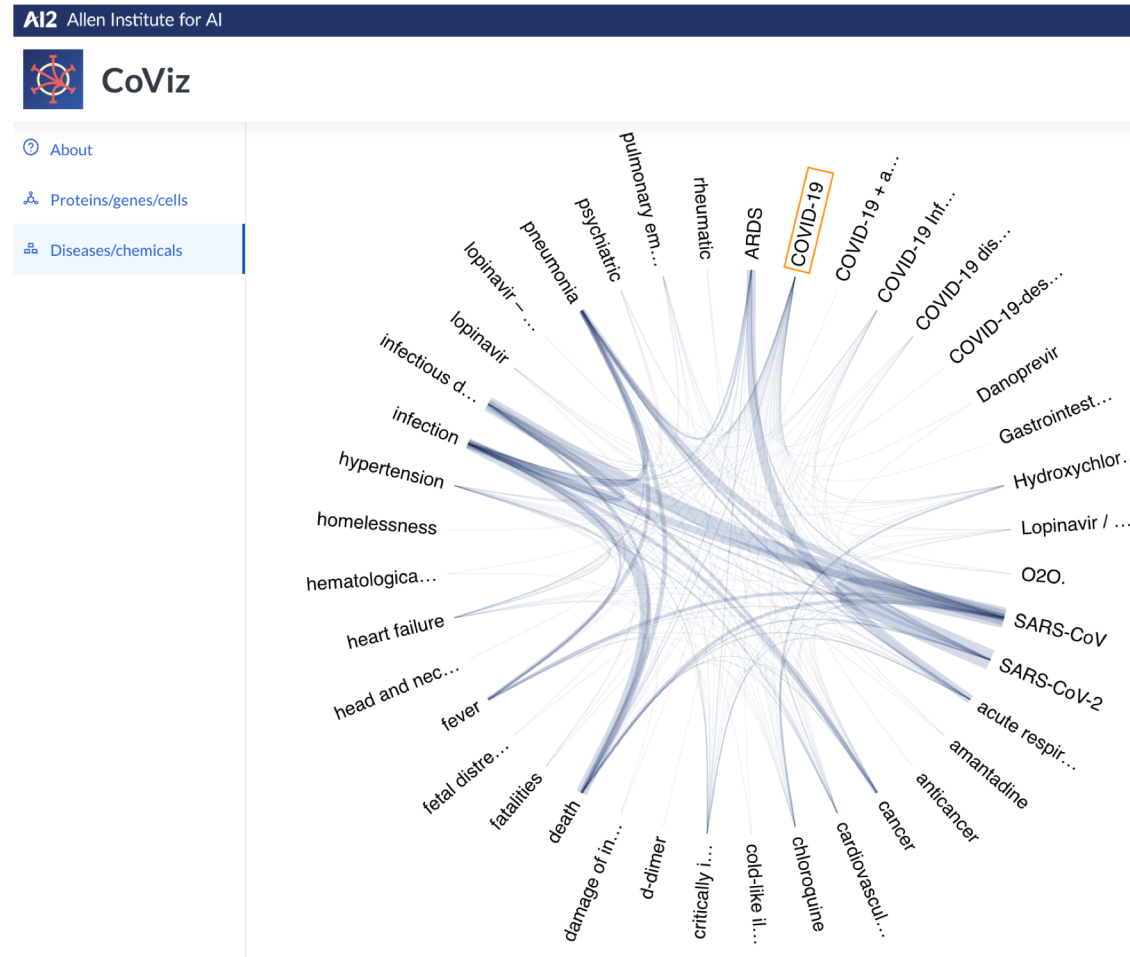 AI2 Allen Institute for AI
CoViz
About
Proteins/genes/cells
Diseases/chemicals
COVID-19
COVID-19 + a...
COVID-19 Inf...
COVID-19 dis...
COVID-19-des...
Danoprevir
Gastrointest...
Hydroxychlor.
Lopinavir / ...
O2O.
SARS-CoV
SARS-CoV-2
acute respir...
amantadine
anticancer
cancer
cardiovascul...
chloroquine
cold-like il...
critically i...
d-dimer
damage of in...
death
fatalities
fetal distre...
fever
head and nec...
heart failure
hematologica...
homelessness
hypertension
infection
infectious d...
lopinavir
lopinavir – ...
pneumonia
psychiatric
pulmonary em...
rheumatic
ARDS